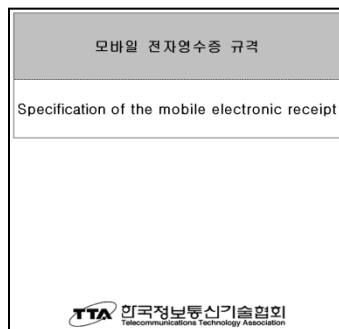 모바일 전자영수증 규격
Specification of the mobile electronic receipt
TTA 한국정보통신기술협회
Telecommunications Technology Association